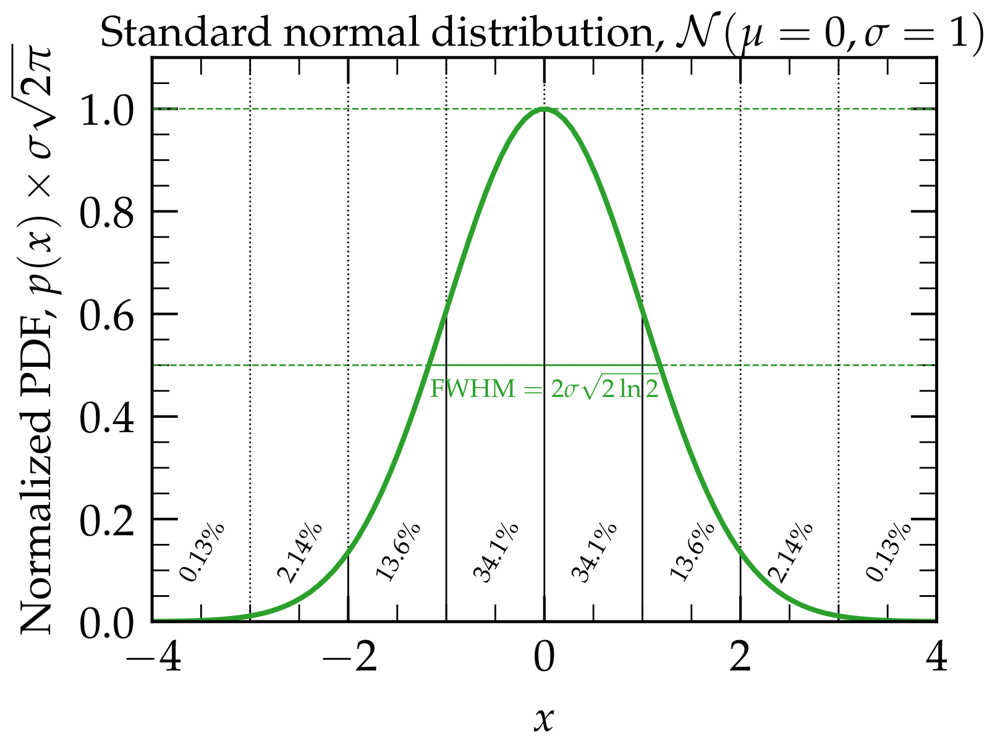 Standard normal distribution, 𝒩(μ = 0, σ = 1)
Normalized PDF, p(x) × σ√2π
1.0
0.8
0.6
0.4
0.2
0.0
FWHM = 2σ√2 ln 2
0.13% 2.14% 13.6% 34.1% 34.1% 13.6% 2.14% 0.13%
−4 −2 0 2 4
x